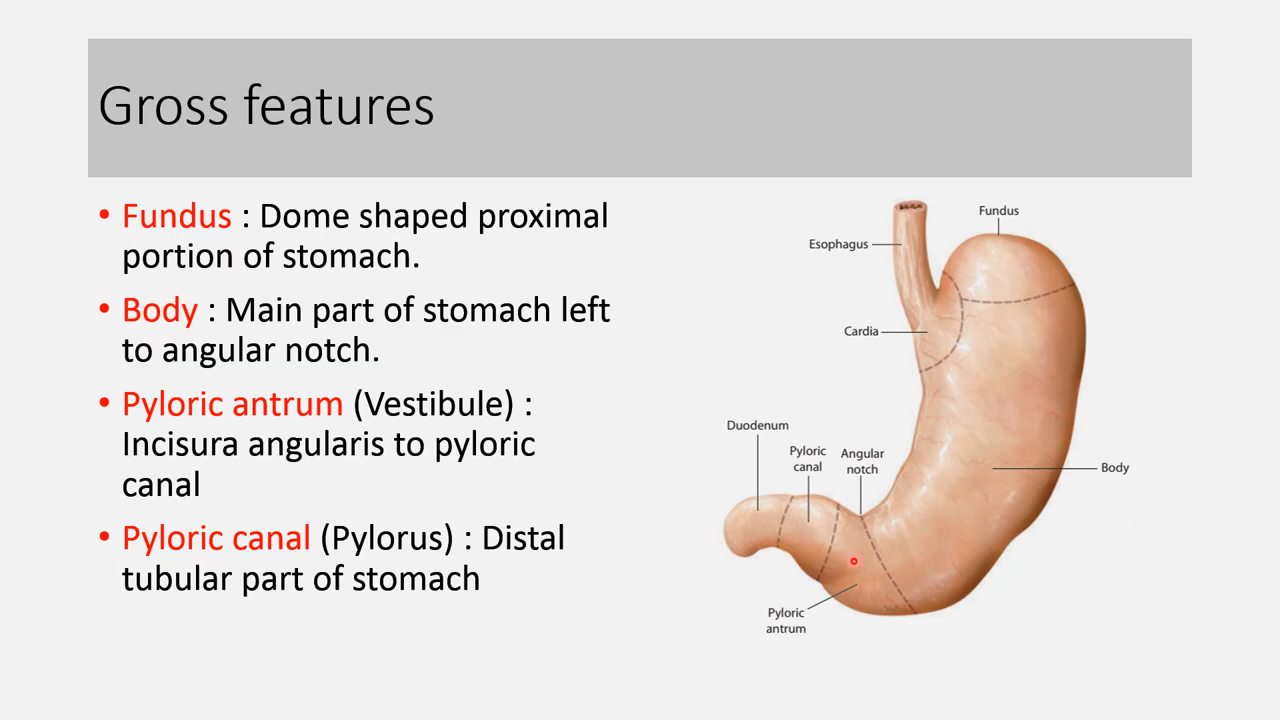 Gross features
• Fundus : Dome shaped proximal
portion of stomach.
• Body : Main part of stomach left
to angular notch.
• Pyloric antrum (Vestibule) :
Incisura angularis to pyloric
canal
• Pyloric canal (Pylorus) : Distal
tubular part of stomach
Fundus
Esophagus
Cardia
Duodenum
Pyloric
canal
Angular
notch
Body
Pyloric
antrum